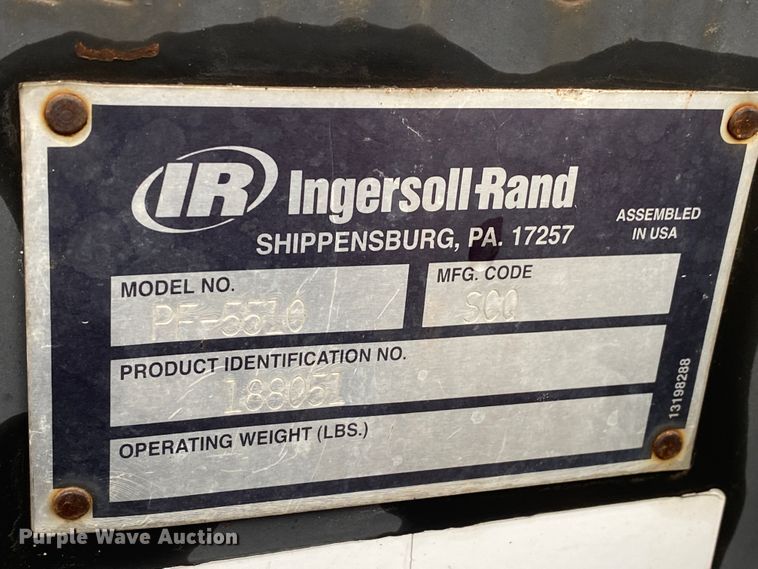 IR Ingersoll-Rand
SHIPPENSBURG, PA. 17257
ASSEMBLED
IN USA
MODEL NO.
PF-5510
MFG. CODE
SCQ
PRODUCT IDENTIFICATION NO.
188051
OPERATING WEIGHT (LBS.)
13198288
Purple Wave Auction